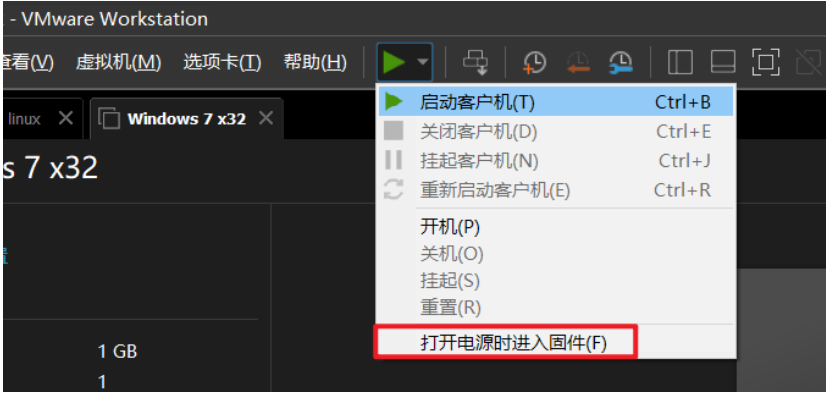 - VMware Workstation
查看(V) 虚拟机(M) 选项卡(T) 帮助(H)
linux Windows 7 x32
s 7 x32
启动客户机(T) Ctrl+B
关闭客户机(D) Ctrl+E
挂起客户机(N) Ctrl+J
重新启动客户机(E) Ctrl+R
开机(P)
关机(O)
挂起(S)
重置(R)
打开电源时进入固件(F)
1 GB
1